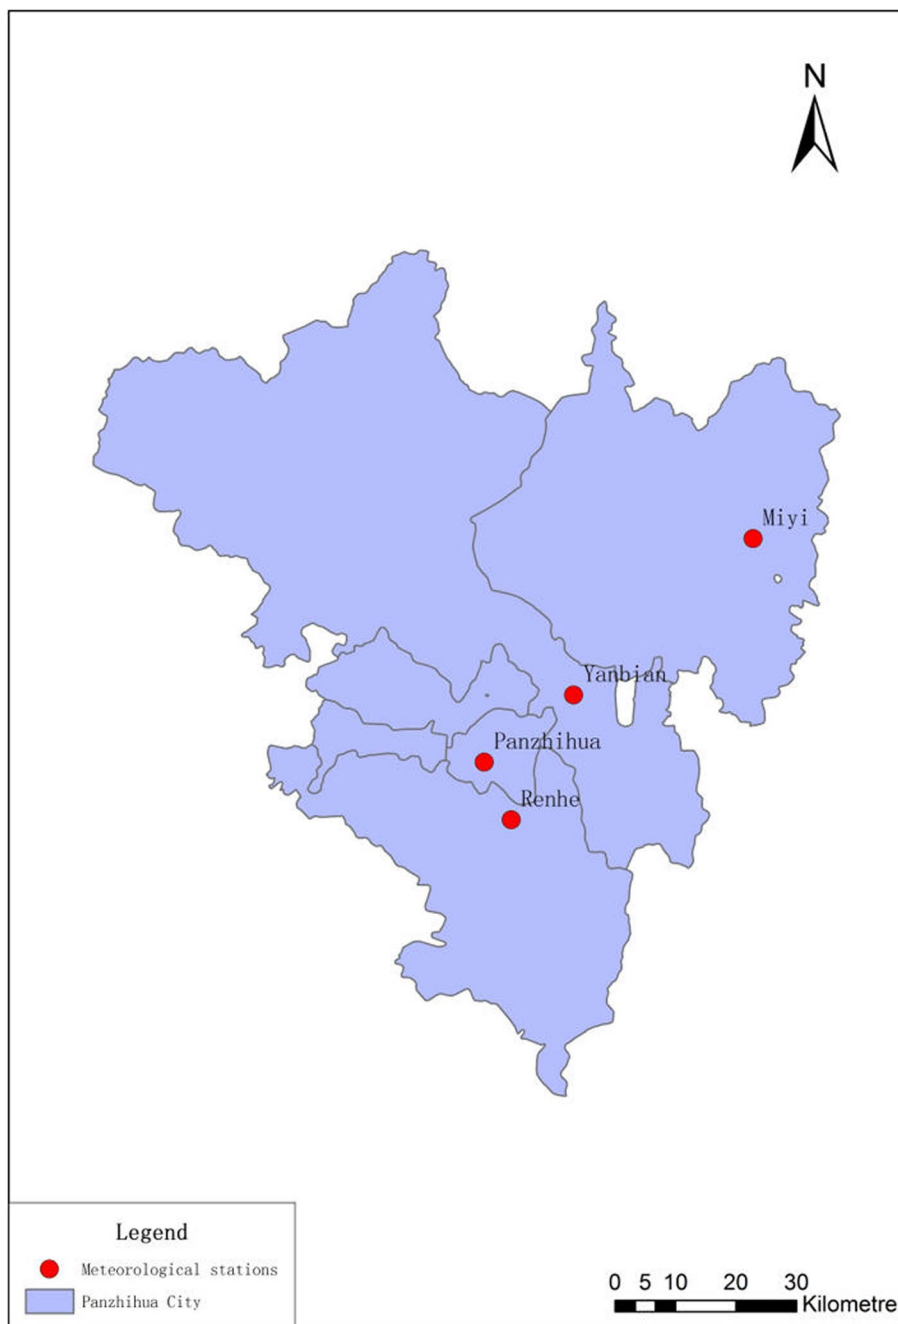 N
Miyi
Yanbian
Panzhihua
Renhe
Legend
Meteorological stations
Panzhihua City
0 5 10 20 30
Kilometre